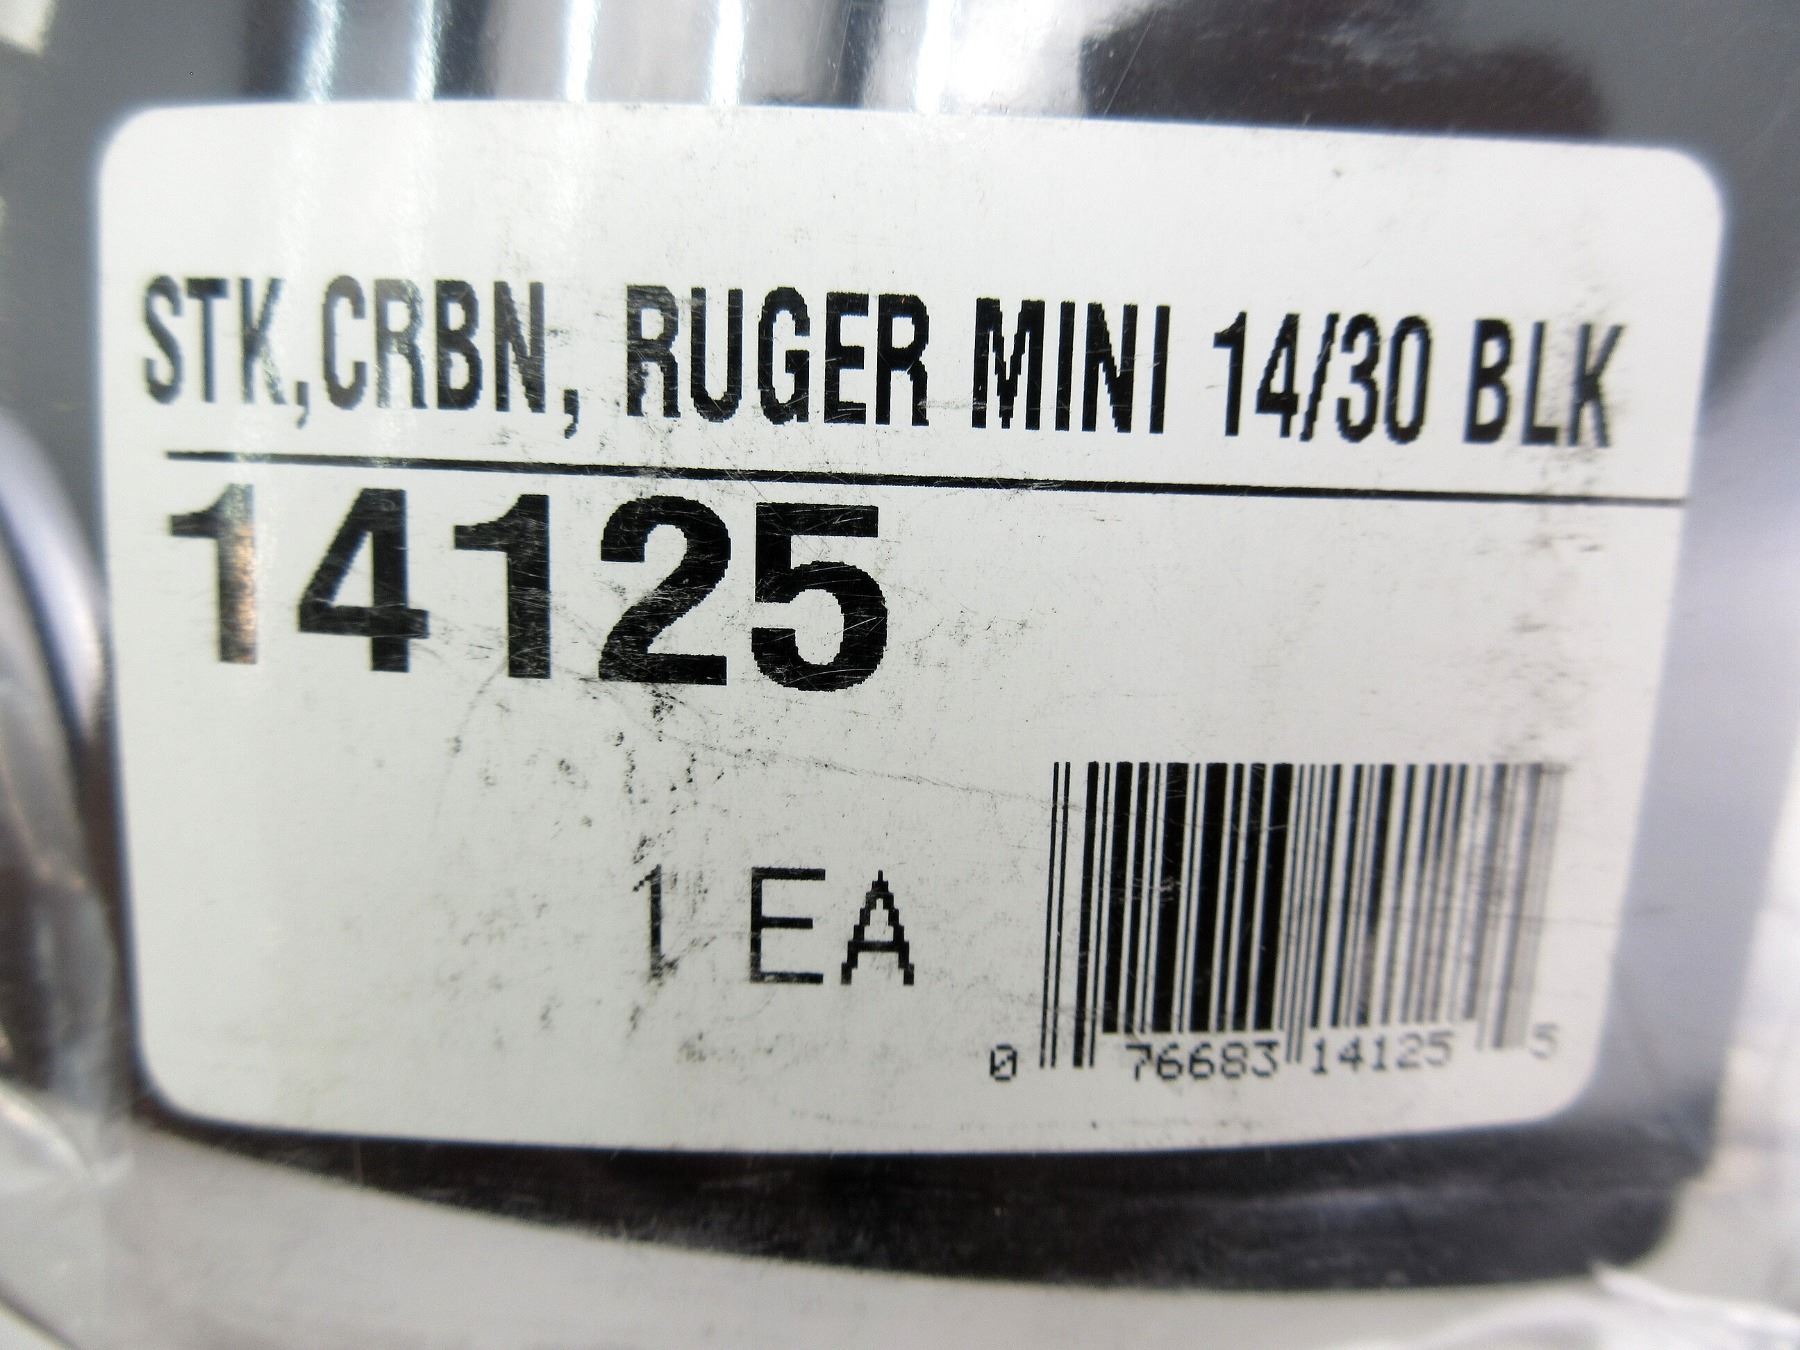 STK,CRBN, RUGER MINI 14/30 BLK
14125
1 EA
0 76683 14125 5